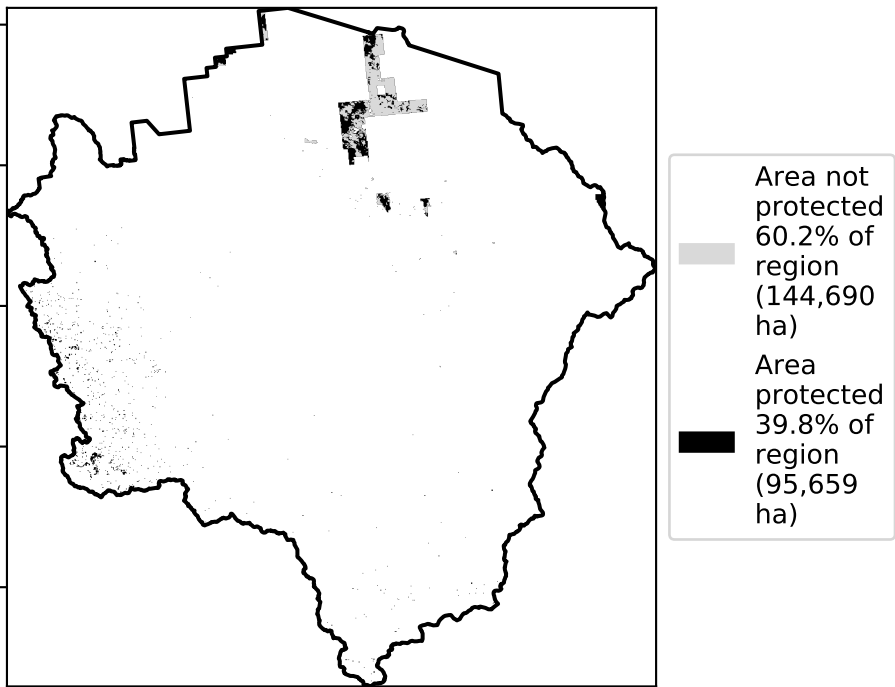 Area not
protected
60.2% of
region
(144,690
ha)
Area
protected
39.8% of
region
(95,659
ha)